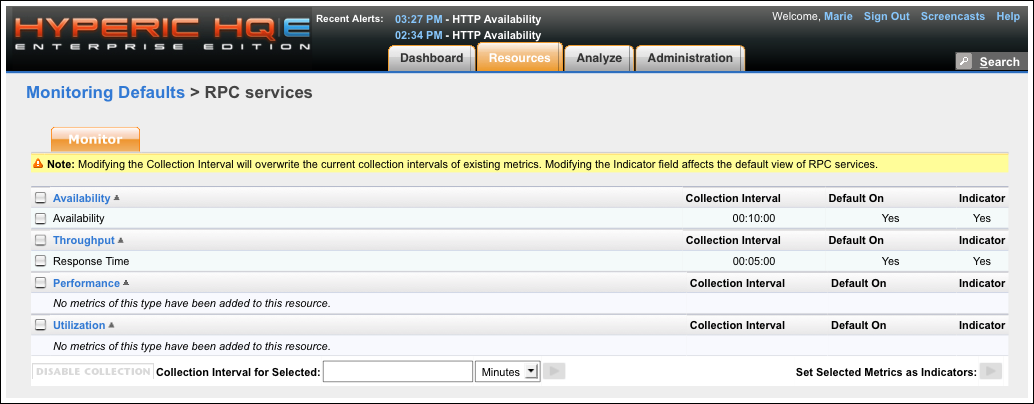 HYPERIC HQE
ENTERPRISE EDITION
Recent Alerts: 03:27 PM - HTTP Availability
02:34 PM - HTTP Availability
Welcome, Marie Sign Out Screencasts Help
Dashboard Resources Analyze Administration
Search
Monitoring Defaults > RPC services
Monitor
Note: Modifying the Collection Interval will overwrite the current collection intervals of existing metrics. Modifying the Indicator field affects the default view of RPC services.
Availability Collection Interval Default On Indicator
Availability 00:10:00 Yes Yes
Throughput Collection Interval Default On Indicator
Response Time 00:05:00 Yes Yes
Performance Collection Interval Default On Indicator
No metrics of this type have been added to this resource.
Utilization Collection Interval Default On Indicator
No metrics of this type have been added to this resource.
DISABLE COLLECTION Collection Interval for Selected: Minutes Set Selected Metrics as Indicators: